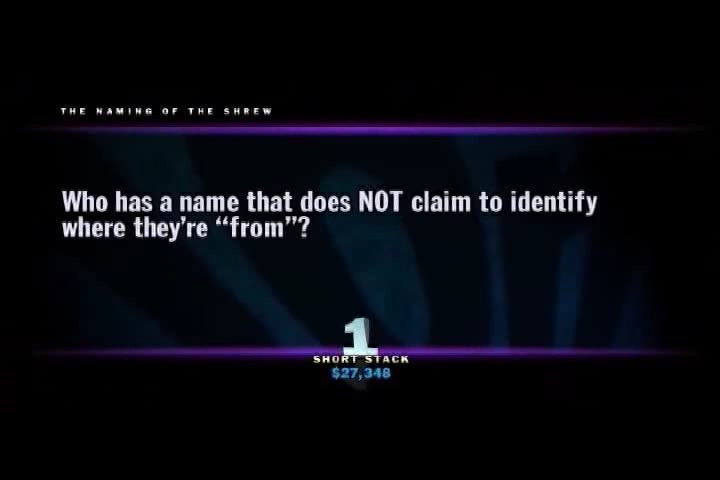 THE NAMING OF THE SHREW
Who has a name that does NOT claim to identify
where they're “from”?
1
SHORT STACK
$27,348